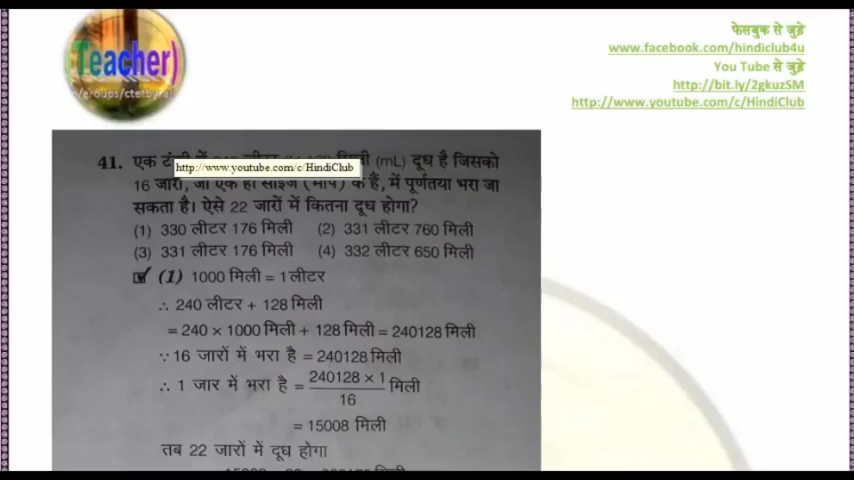 Teacher)
फेसबुक से जुड़े
www.facebook.com/hindiclub4u
You Tube से जुड़े
http://bit.ly/2gkuzSM
http://www.youtube.com/c/HindiClub
41. एक (mL) दूध है जिसको
http://www.youtube.com/c/HindiClub
16 जारों, जो एक ही साइज (माप) के हैं, में पूर्णतया भरा जा
सकता है। ऐसे 22 जारों में कितना दूध होगा?
(1) 330 लीटर 176 मिली (2) 331 लीटर 760 मिली
(3) 331 लीटर 176 मिली (4) 332 लीटर 650 मिली
(1) 1000 मिली = 1 लीटर
∴ 240 लीटर + 128 मिली
= 240 × 1000 मिली + 128 मिली = 240128 मिली
∵ 16 जारों में भरा है = 240128 मिली
∴ 1 जार में भरा है = 240128 × 1 / 16 मिली
= 15008 मिली
तब 22 जारों में दूध होगा